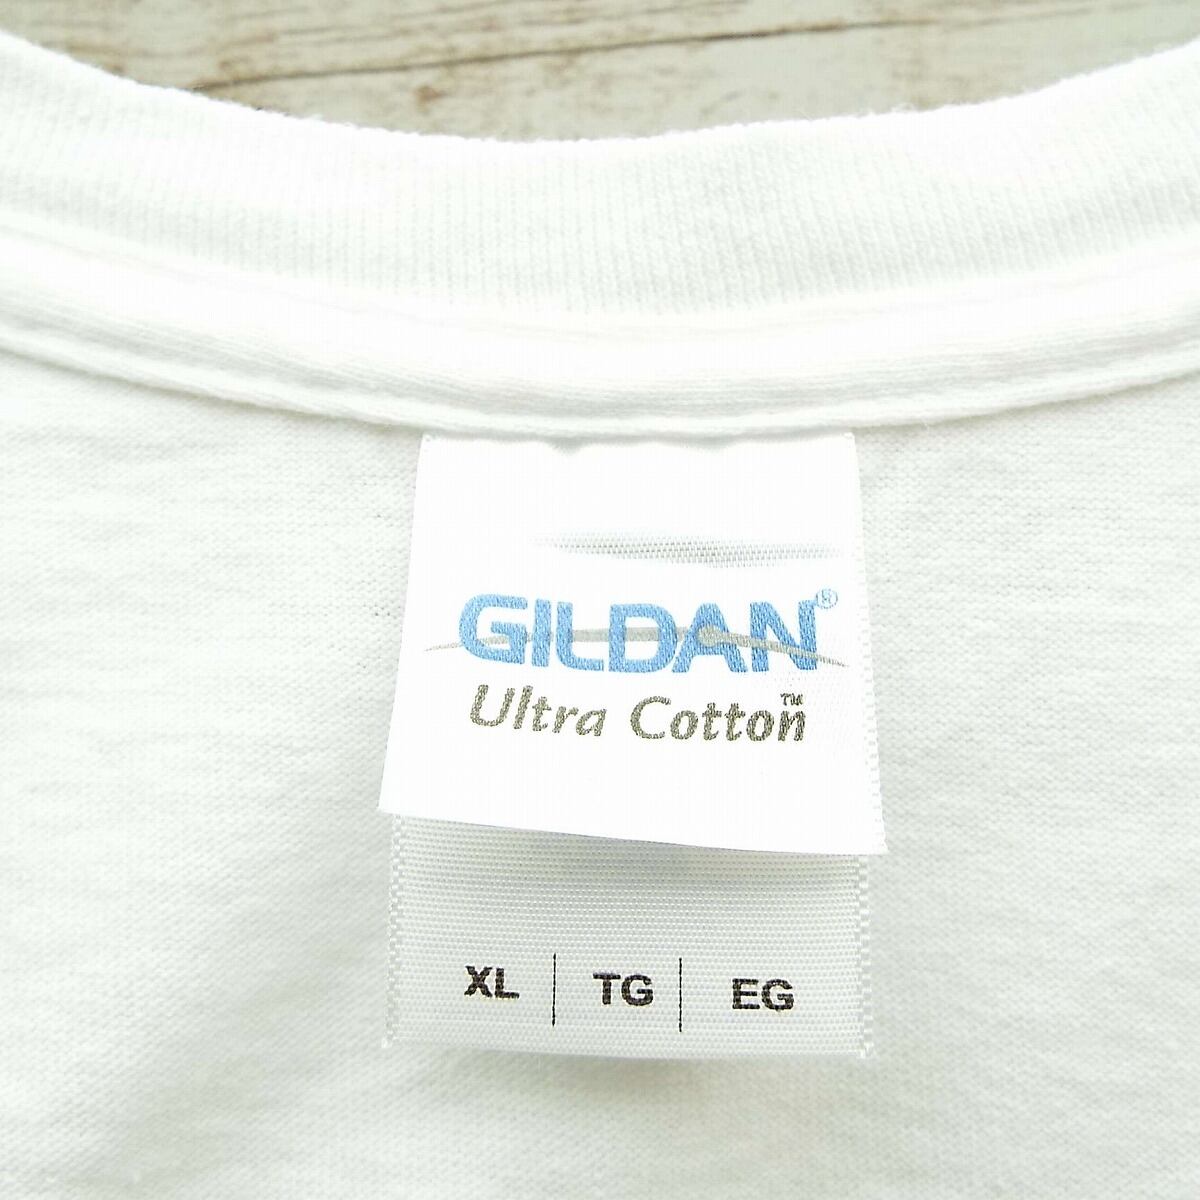 GILDAN®
Ultra Cotton™
XL | TG | EG